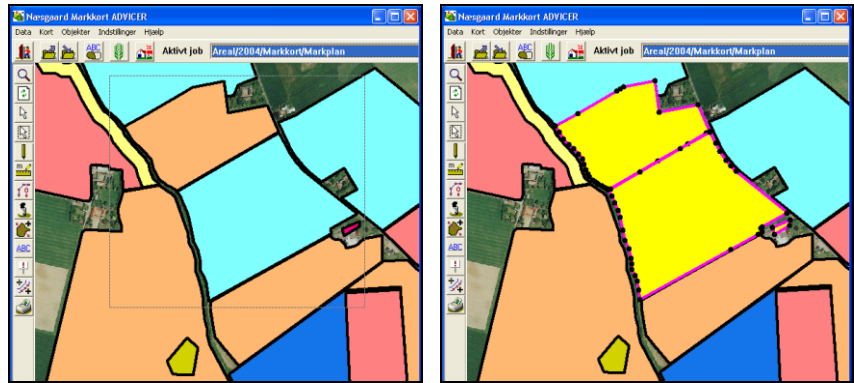 Næsgaard Markkort ADVICER
Data Kort Objekter Indstillinger Hjælp
ABC
Aktivt job Areal/2004/Markkort/Markplan
m
ABC
Næsgaard Markkort ADVICER
Data Kort Objekter Indstillinger Hjælp
ABC
Aktivt job Areal/2004/Markkort/Markplan
m
ABC